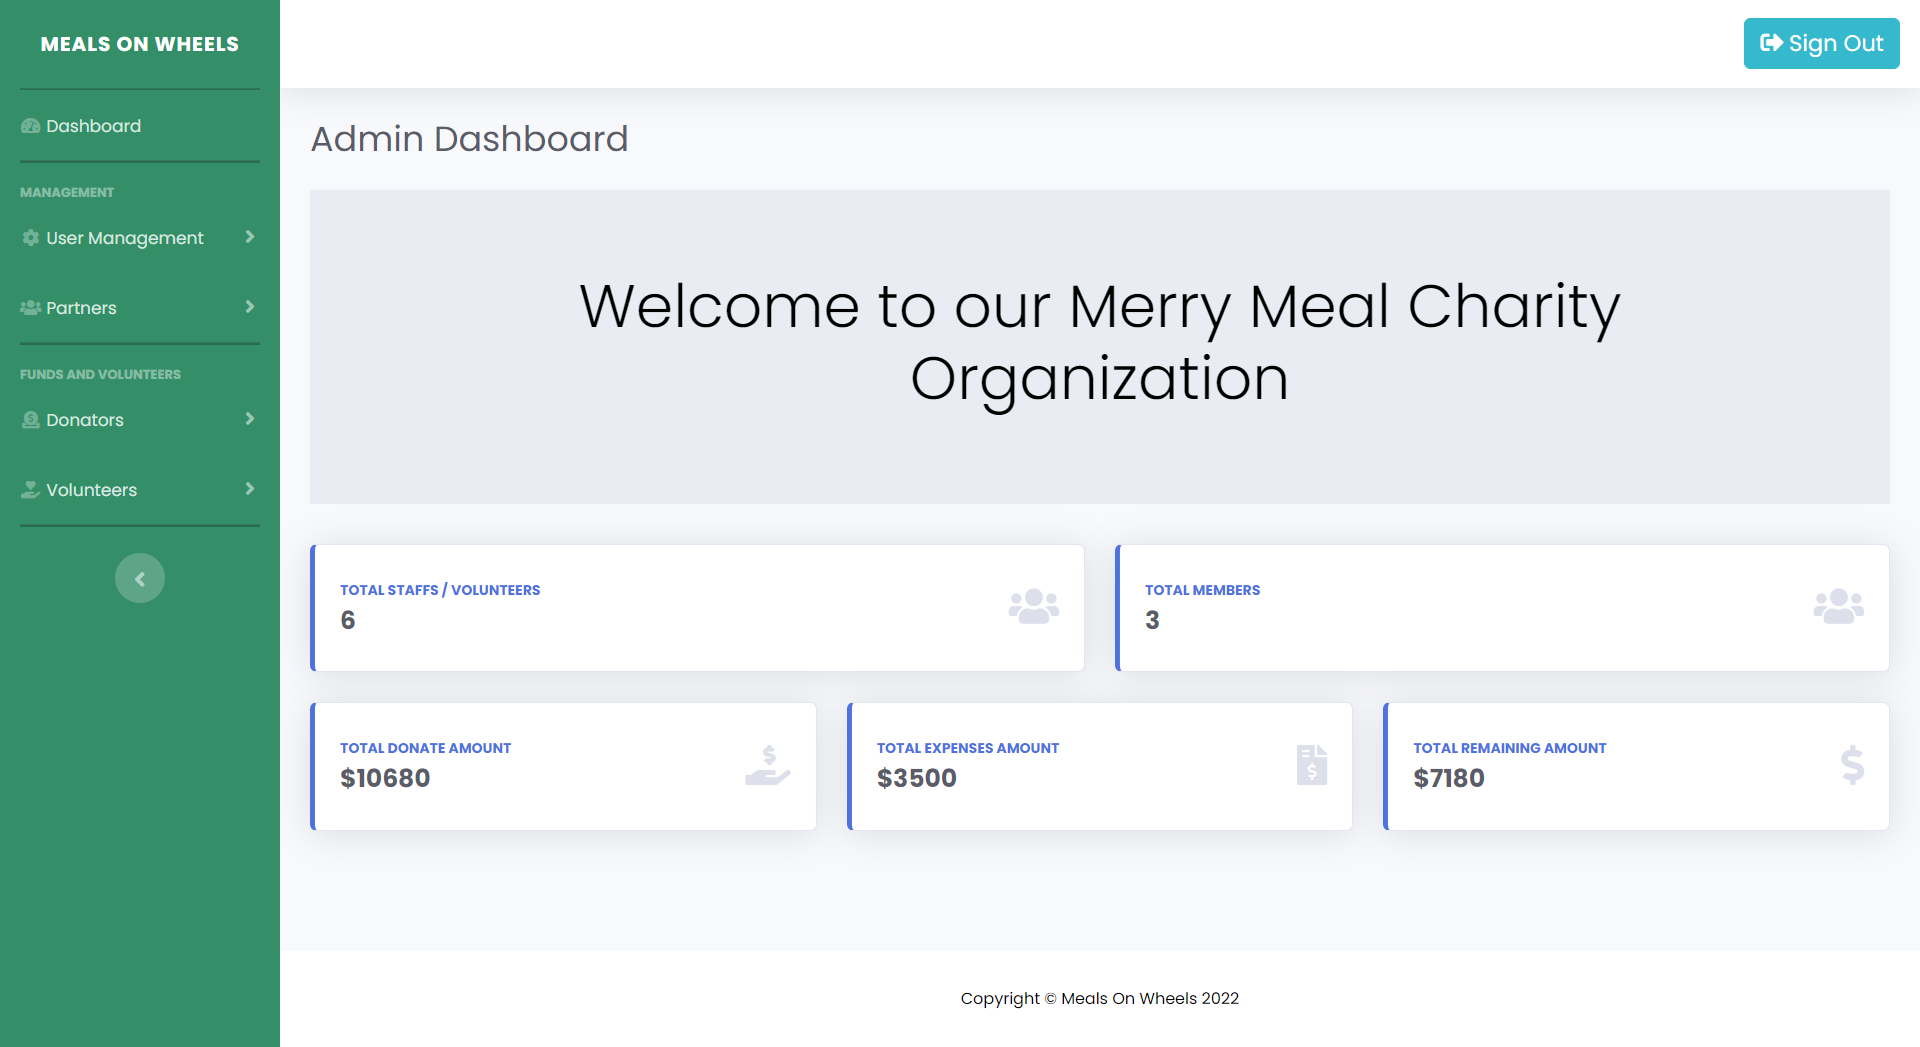 MEALS ON WHEELS
Sign Out
Dashboard
MANAGEMENT
User Management
Partners
FUNDS AND VOLUNTEERS
Donators
Volunteers
Admin Dashboard
Welcome to our Merry Meal Charity
Organization
TOTAL STAFFS / VOLUNTEERS
6
TOTAL MEMBERS
3
TOTAL DONATE AMOUNT
$10680
TOTAL EXPENSES AMOUNT
$3500
TOTAL REMAINING AMOUNT
$7180
Copyright © Meals On Wheels 2022